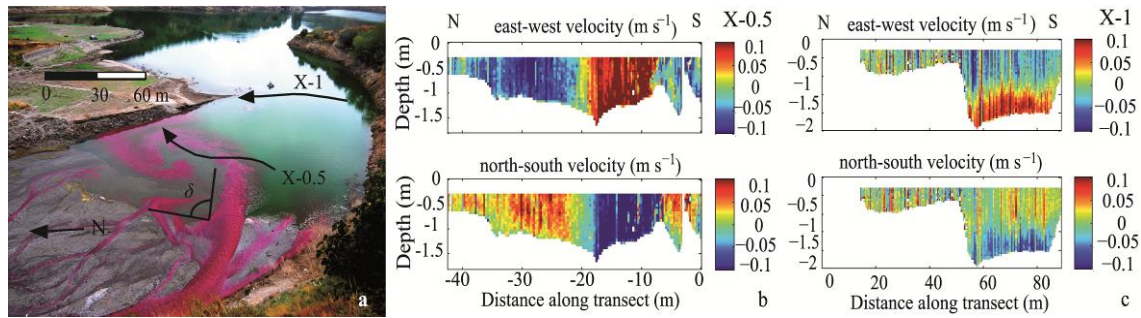 X-1
0 30 60 m
X-0.5
δ
N
a
N S X-0.5
east-west velocity (m s⁻¹)
0
-0.5
-1
-1.5
Depth (m)
0.1
0.05
0
−0.05
−0.1
north-south velocity (m s⁻¹)
0
-0.5
-1
-1.5
Depth (m)
0.1
0.05
0
−0.05
−0.1
-40 -30 -20 -10 0
Distance along transect (m)
b
N S X-1
east-west velocity (m s⁻¹)
0
−0.5
−1
−1.5
−2
0.1
0.05
0
−0.05
−0.1
north-south velocity (m s⁻¹)
0
−0.5
−1
−1.5
−2
0.1
0.05
0
−0.05
−0.1
0 20 40 60 80
Distance along transect (m)
c